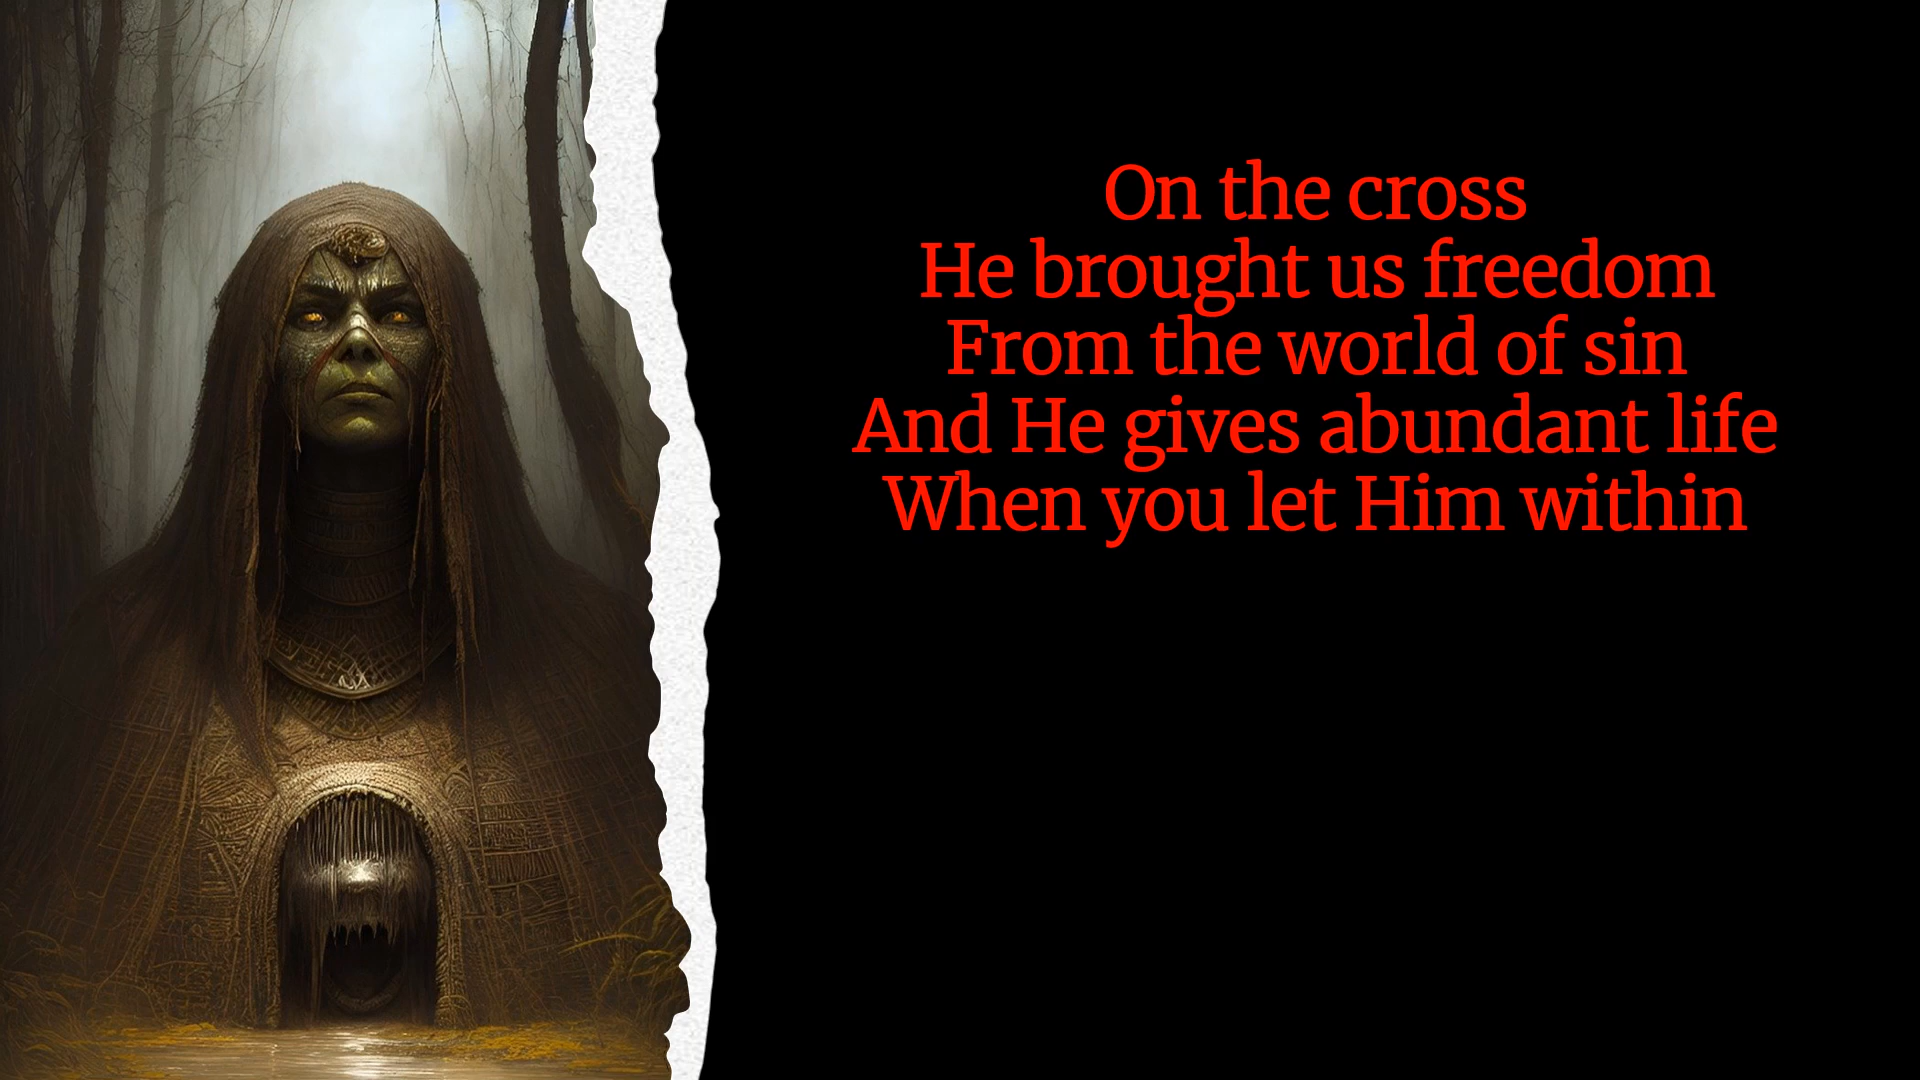 On the cross
He brought us freedom
From the world of sin
And He gives abundant life
When you let Him within